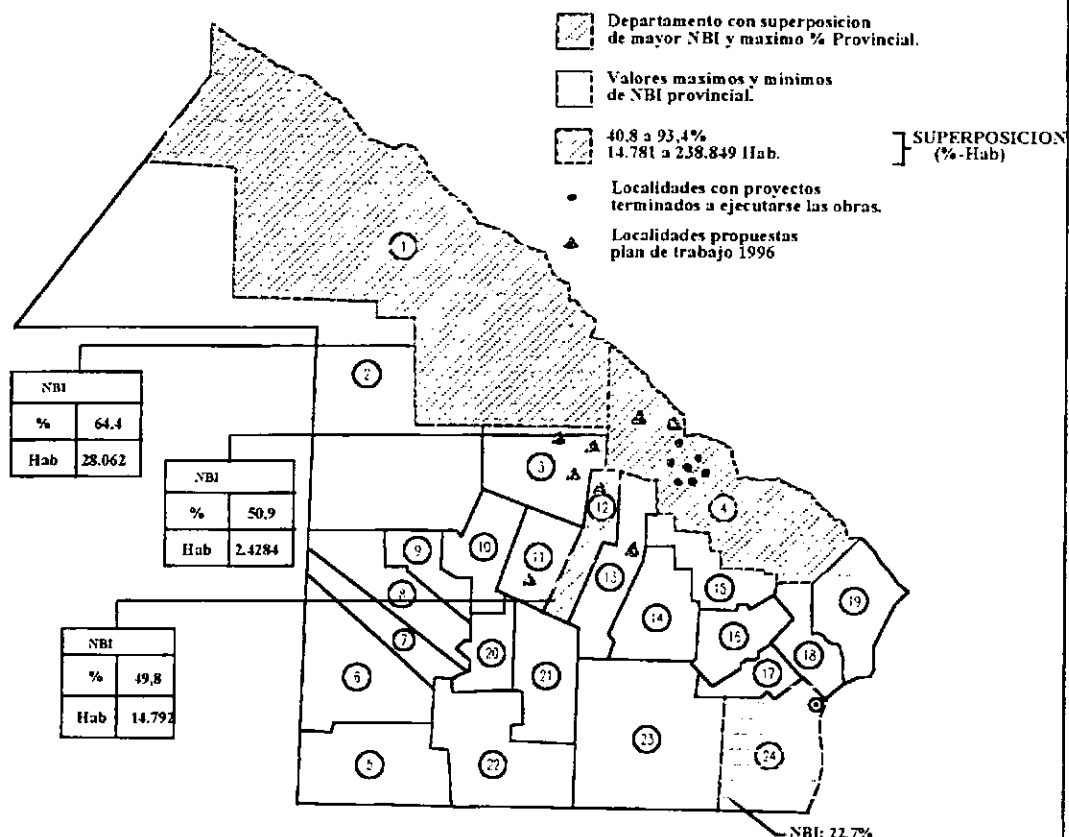 Departamento con superposicion
de mayor NBI y maximo % Provincial.
Valores maximos y minimos
de NBI provincial.
40.8 a 93,4%
14.781 a 238.849 Hab.
SUPERPOSICION
(%-Hab)
Localidades con proyectos
terminados a ejecutarse las obras.
Localidades propuestas
plan de trabajo 1996
1
2
NBI
% 64.4
Hab 28.062
3
NBI
% 50,9
Hab 2.4284
12
4
9
10
11
8
13
15
19
14
7
16
20
18
6
21
17
NBI
% 49,8
Hab 14.792
23
24
5
22
NBI: 22.7%